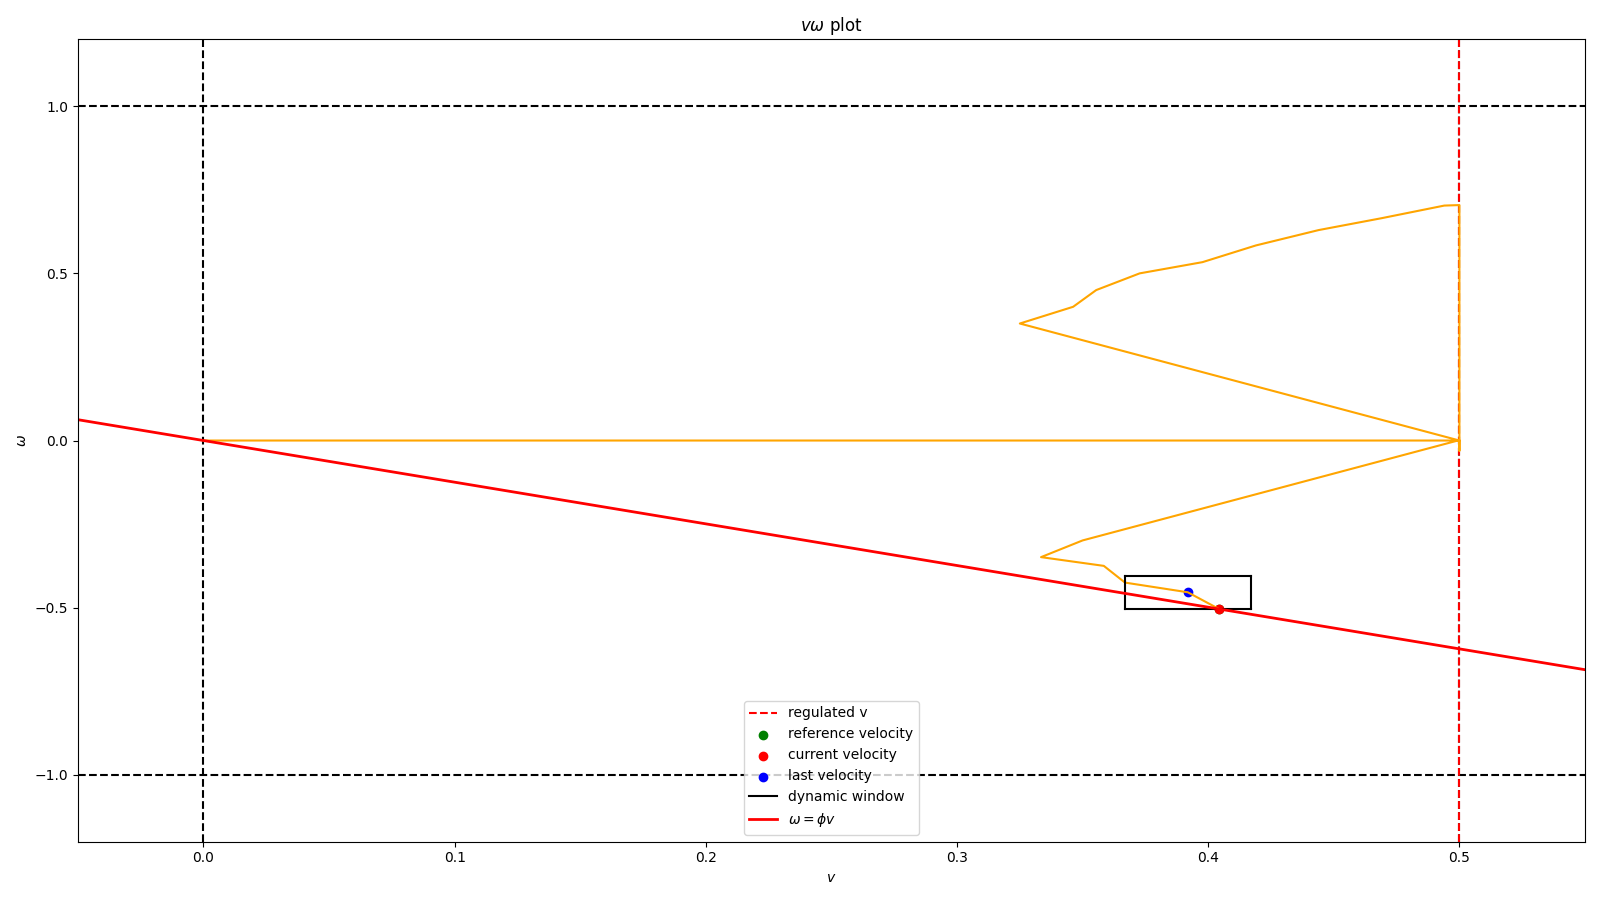 vω plot
1.0
0.5
0.0
−0.5
−1.0
ω
regulated v
reference velocity
current velocity
last velocity
dynamic window
ω = ϕv
0.0 0.1 0.2 0.3 0.4 0.5
v